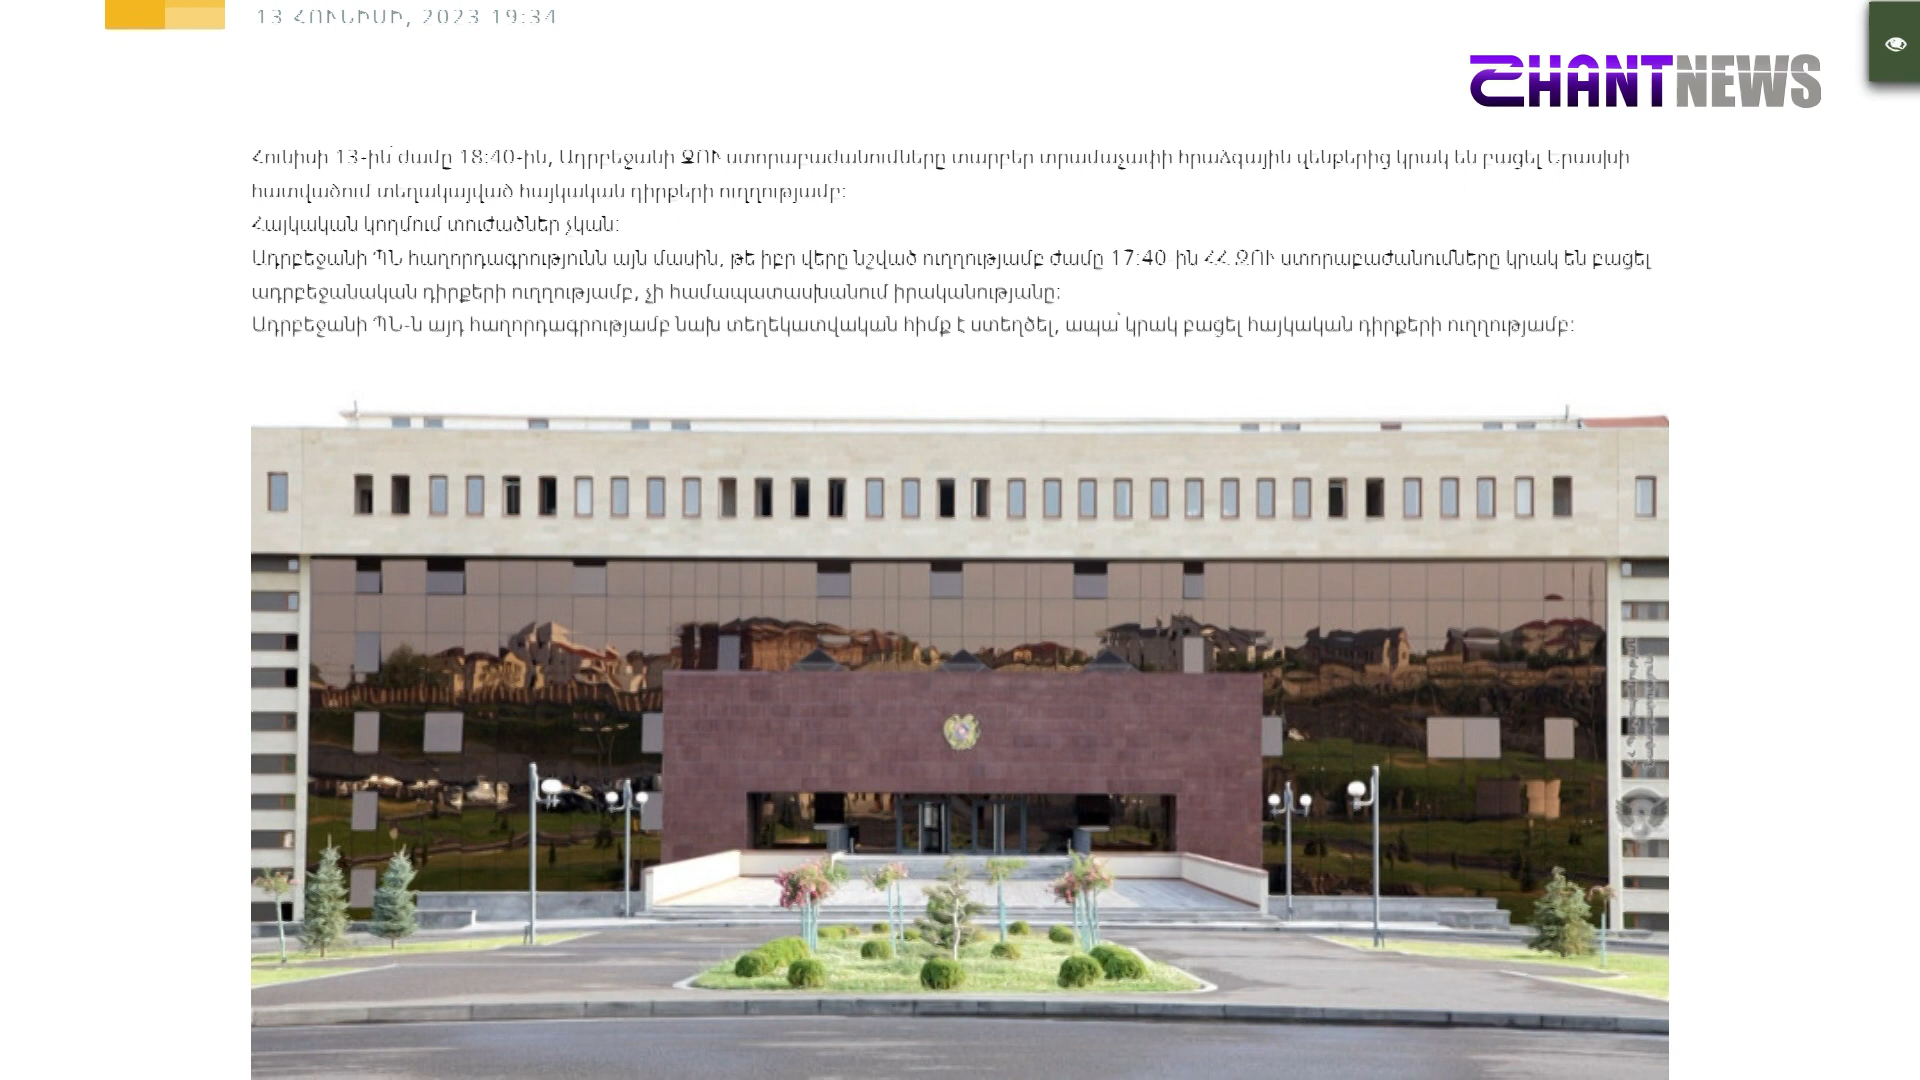 13 ՀՈՒՆԻՍԻ, 2023 19:34
SHANTNEWS
Հունիսի 13-ին՝ ժամը 18:40-ին, Ադրբեջանի ԶՈՒ ստորաբաժանումները տարբեր տրամաչափի հրաձգային զենքերից կրակ են բացել Երասխի
հատվածում տեղակայված հայկական դիրքերի ուղղությամբ:
Հայկական կողմում տուժածներ չկան:
Ադրբեջանի ՊՆ հաղորդագրությունն այն մասին, թե իբր վերը նշված ուղղությամբ ժամը 17:40-ին ՀՀ ԶՈՒ ստորաբաժանումները կրակ են բացել
ադրբեջանական դիրքերի ուղղությամբ, չի համապատասխանում իրականությանը:
Ադրբեջանի ՊՆ-ն այդ հաղորդագրությամբ նախ տեղեկատվական հիմք է ստեղծել, ապա՝ կրակ բացել հայկական դիրքերի ուղղությամբ: